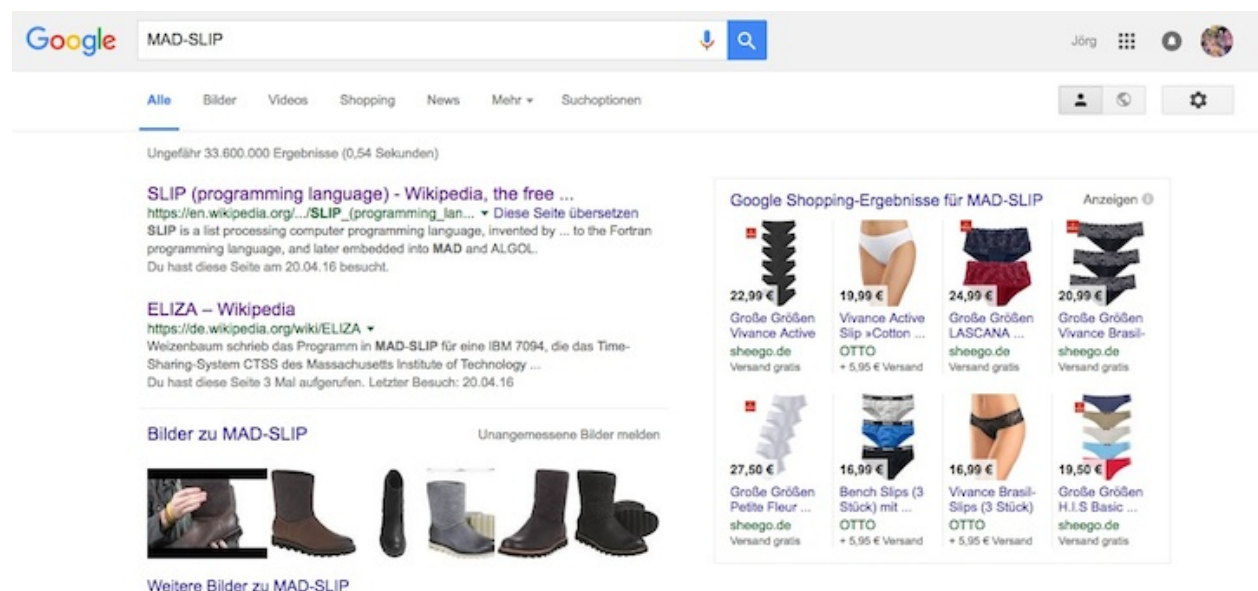 Google
MAD-SLIP
Jörg
Alle Bilder Videos Shopping News Mehr Suchoptionen
Ungefähr 33.600.000 Ergebnisse (0,54 Sekunden)
SLIP (programming language) - Wikipedia, the free ...
https://en.wikipedia.org/.../SLIP_(programming_lan... Diese Seite übersetzen
SLIP is a list processing computer programming language, invented by ... to the Fortran
programming language, and later embedded into MAD and ALGOL.
Du hast diese Seite am 20.04.16 besucht.
ELIZA – Wikipedia
https://de.wikipedia.org/wiki/ELIZA
Weizenbaum schrieb das Programm in MAD-SLIP für eine IBM 7094, die das Time-
Sharing-System CTSS des Massachusetts Institute of Technology ...
Du hast diese Seite 3 Mal aufgerufen. Letzter Besuch: 20.04.16
Bilder zu MAD-SLIP
Unangemessene Bilder melden
Weitere Bilder zu MAD-SLIP
Google Shopping-Ergebnisse für MAD-SLIP
Anzeigen
22,99 €
Große Größen
Vivance Active
sheego.de
Versand gratis
19,99 €
Vivance Active
Slip »Cotton ...
OTTO
+ 5,95 € Versand
24,99 €
Große Größen
LASCANA ...
sheego.de
Versand gratis
20,99 €
Große Größen
Vivance Brasil-
sheego.de
Versand gratis
27,50 €
Große Größen
Petite Fleur ...
sheego.de
Versand gratis
16,99 €
Bench Slips (3
Stück) mit ...
OTTO
+ 5,95 € Versand
16,99 €
Vivance Brasil-
Slips (3 Stück)
OTTO
+ 5,95 € Versand
19,50 €
Große Größen
H.I.S Basic ...
sheego.de
Versand gratis